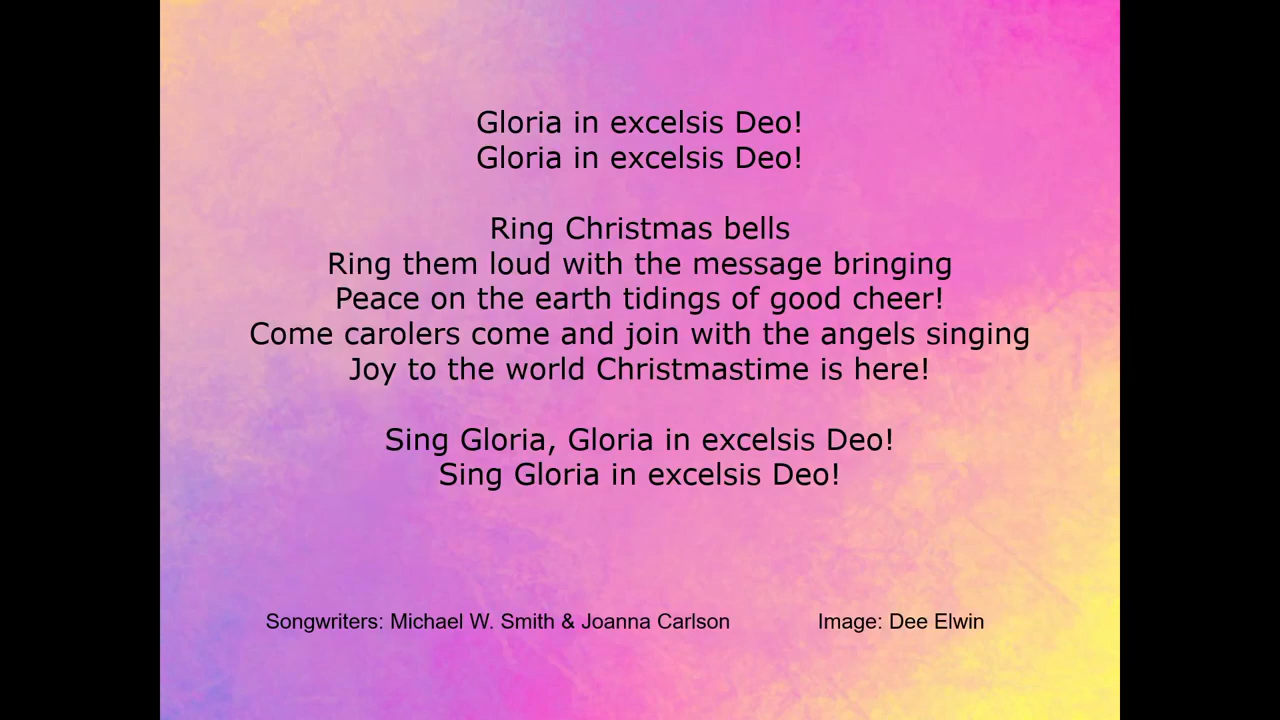 Gloria in excelsis Deo!
Gloria in excelsis Deo!
Ring Christmas bells
Ring them loud with the message bringing
Peace on the earth tidings of good cheer!
Come carolers come and join with the angels singing
Joy to the world Christmastime is here!
Sing Gloria, Gloria in excelsis Deo!
Sing Gloria in excelsis Deo!
Songwriters: Michael W. Smith & Joanna Carlson Image: Dee Elwin